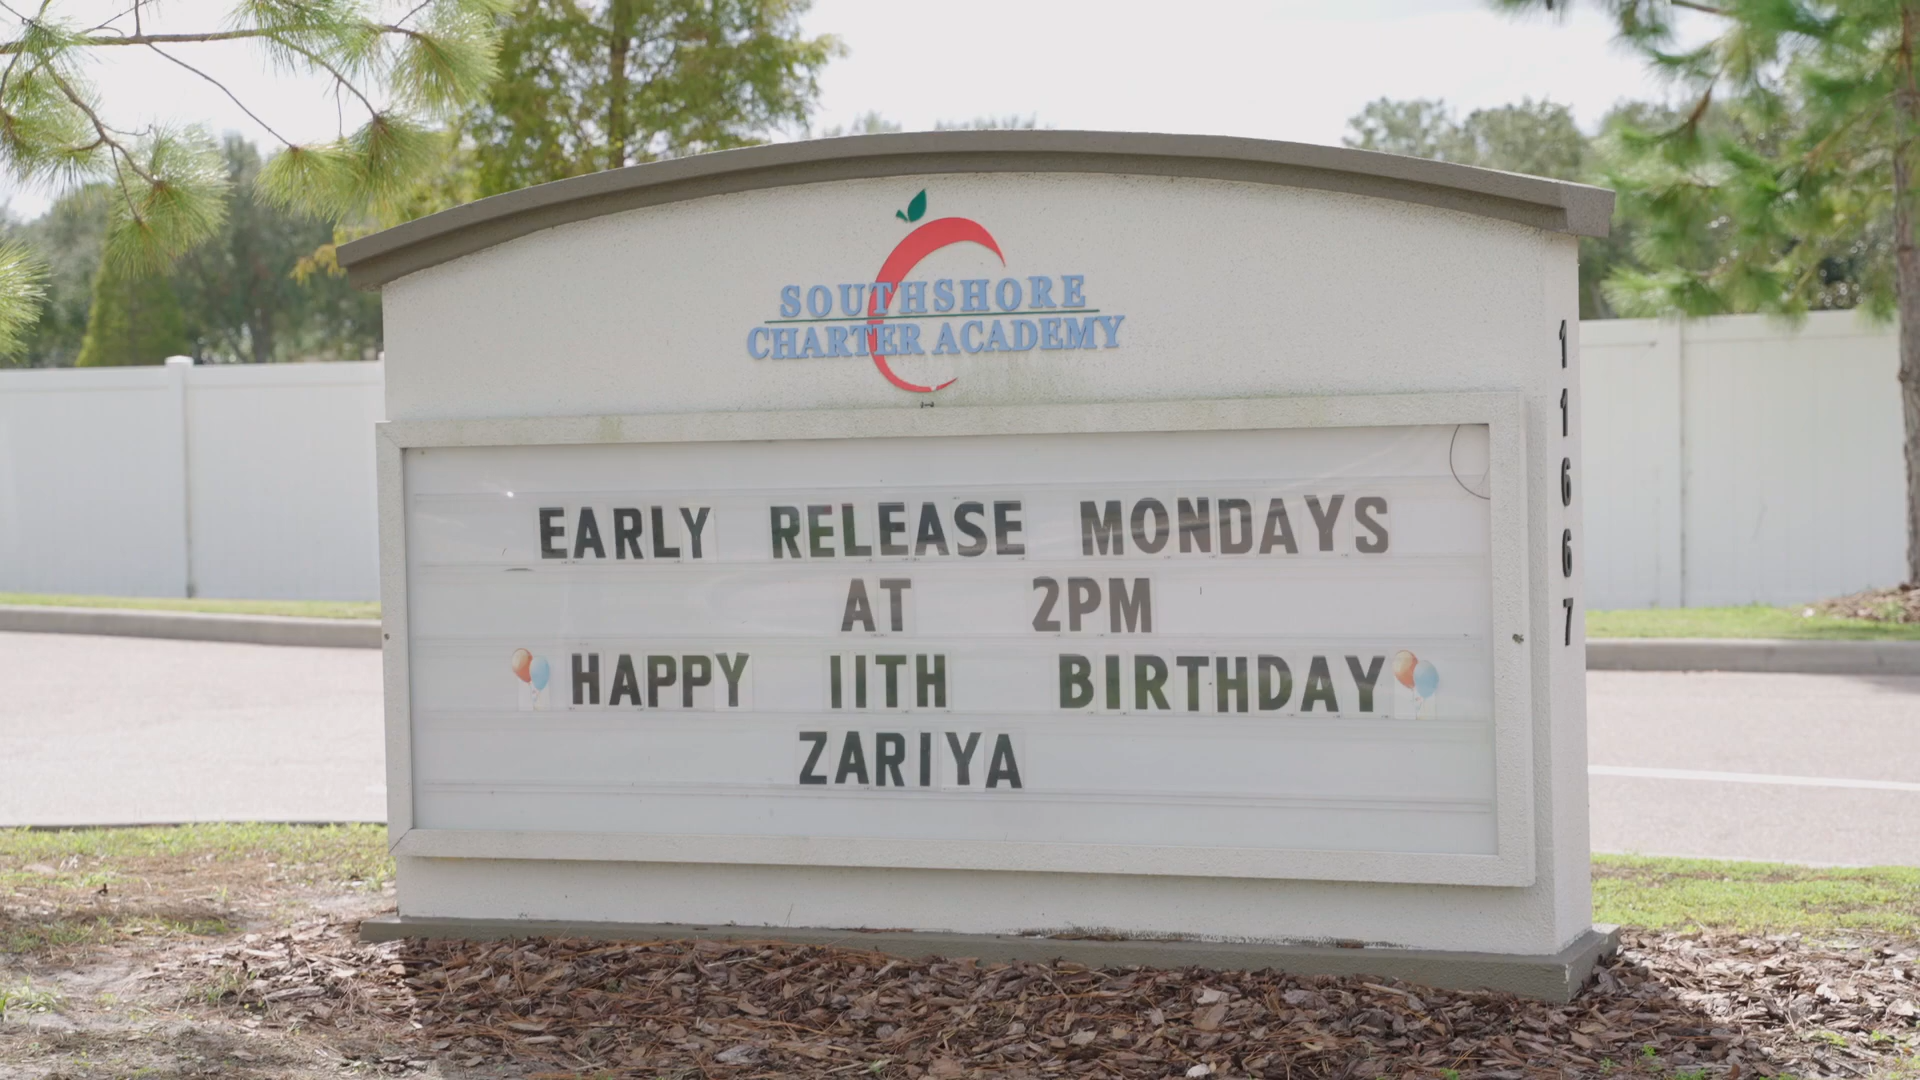 SOUTHSHORE
CHARTER ACADEMY
EARLY RELEASE MONDAYS
AT 2PM
HAPPY 11TH BIRTHDAY
ZARIYA
11667